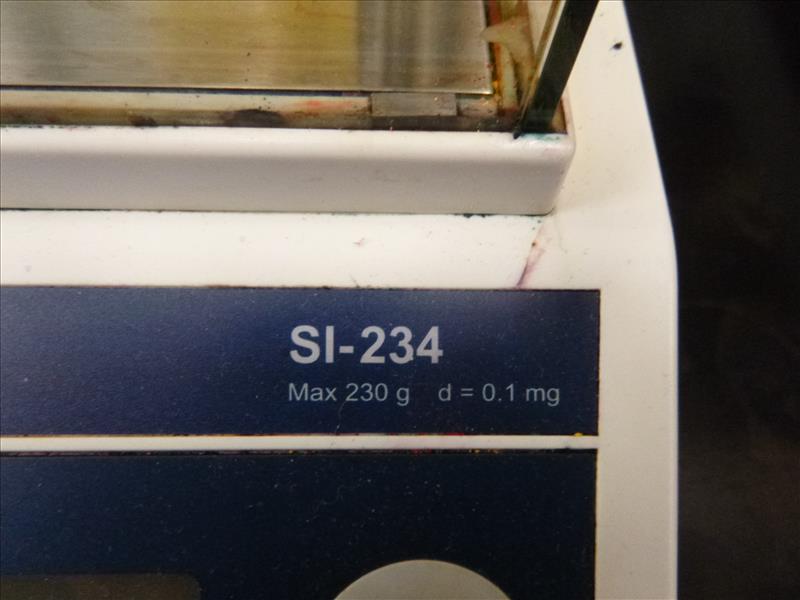 SI-234
Max 230 g d = 0.1 mg